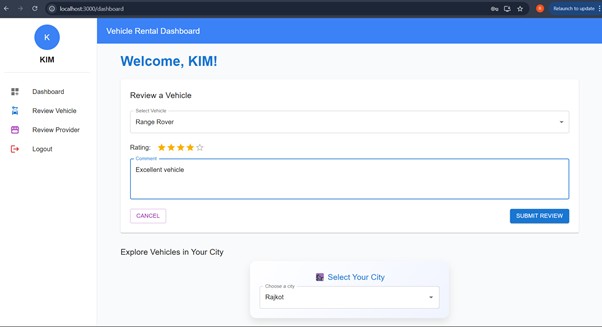 localhost:3000/dashboard
Relaunch to update
K
KIM
Dashboard
Review Vehicle
Review Provider
Logout
Vehicle Rental Dashboard
Welcome, KIM!
Review a Vehicle
Select Vehicle
Range Rover
Rating:
Comment
Excellent vehicle
CANCEL
SUBMIT REVIEW
Explore Vehicles in Your City
Select Your City
Choose a city
Rajkot